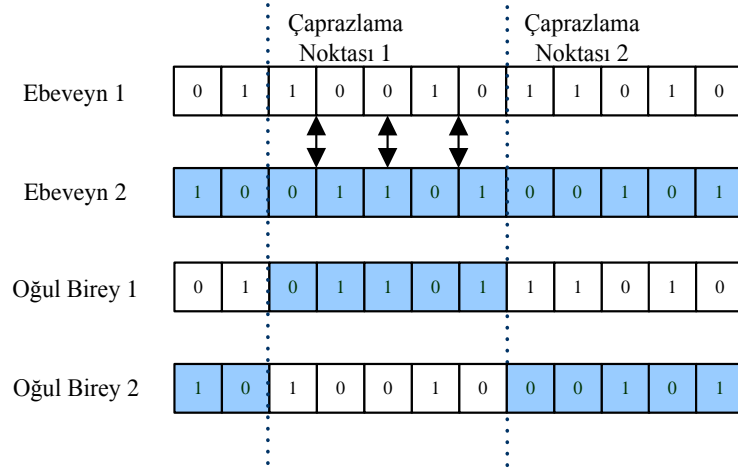 Çaprazlama Çaprazlama
Noktası 1 Noktası 2
Ebeveyn 1 0 1 1 0 0 1 0 1 1 0 1 0
Ebeveyn 2 1 0 0 1 1 0 1 0 0 1 0 1
Oğul Birey 1 0 1 0 1 1 0 1 1 1 0 1 0
Oğul Birey 2 1 0 1 0 0 1 0 0 0 1 0 1